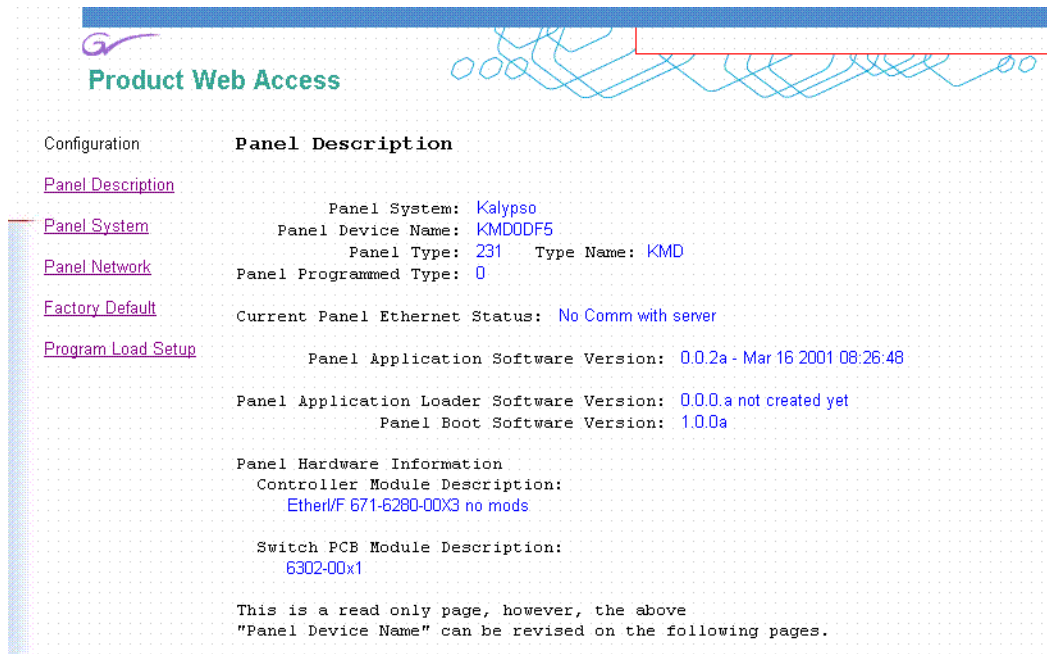 Product Web Access
Configuration
Panel Description
Panel System
Panel Network
Factory Default
Program Load Setup
Panel Description
Panel System: Kalypso
Panel Device Name: KMD0DF5
Panel Type: 231 Type Name: KMD
Panel Programmed Type: 0
Current Panel Ethernet Status: No Comm with server
Panel Application Software Version: 0.0.2a - Mar 16 2001 08:26:48
Panel Application Loader Software Version: 0.0.0.a not created yet
Panel Boot Software Version: 1.0.0a
Panel Hardware Information
Controller Module Description:
EtherI/F 671-6280-00X3 no mods
Switch PCB Module Description:
6302-00x1
This is a read only page, however, the above
"Panel Device Name" can be revised on the following pages.